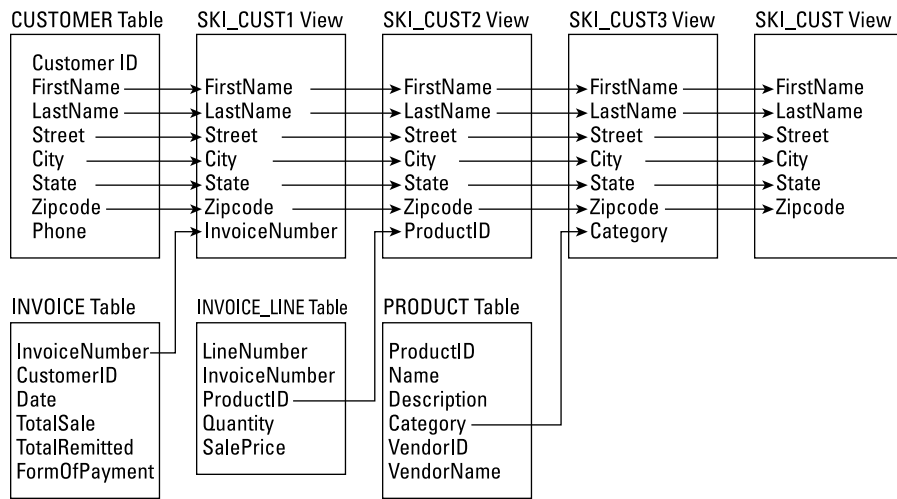 CUSTOMER Table
Customer ID
FirstName
LastName
Street
City
State
Zipcode
Phone
SKI_CUST1 View
FirstName
LastName
Street
City
State
Zipcode
InvoiceNumber
SKI_CUST2 View
FirstName
LastName
Street
City
State
Zipcode
ProductID
SKI_CUST3 View
FirstName
LastName
Street
City
State
Zipcode
Category
SKI_CUST View
FirstName
LastName
Street
City
State
Zipcode
INVOICE Table
InvoiceNumber
CustomerID
Date
TotalSale
TotalRemitted
FormOfPayment
INVOICE_LINE Table
LineNumber
InvoiceNumber
ProductID
Quantity
SalePrice
PRODUCT Table
ProductID
Name
Description
Category
VendorID
VendorName